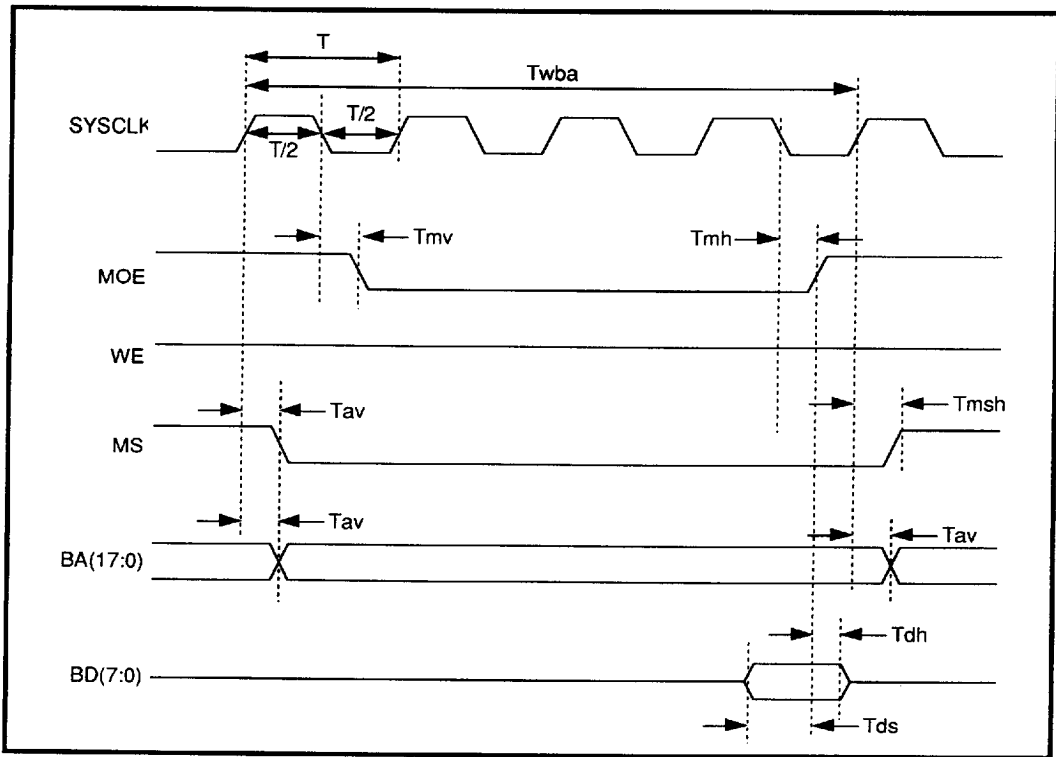 T
Twba
SYSCLK
T/2
T/2
Tmv
Tmh
MOE
WE
Tav
Tmsh
MS
Tav
Tav
BA(17:0)
Tdh
BD(7:0)
Tds